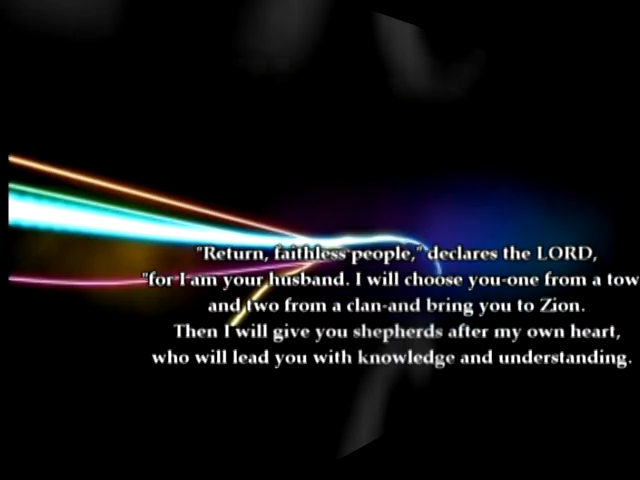 "Return, faithless people," declares the LORD,
"for I am your husband. I will choose you-one from a tow
and two from a clan-and bring you to Zion.
Then I will give you shepherds after my own heart,
who will lead you with knowledge and understanding.